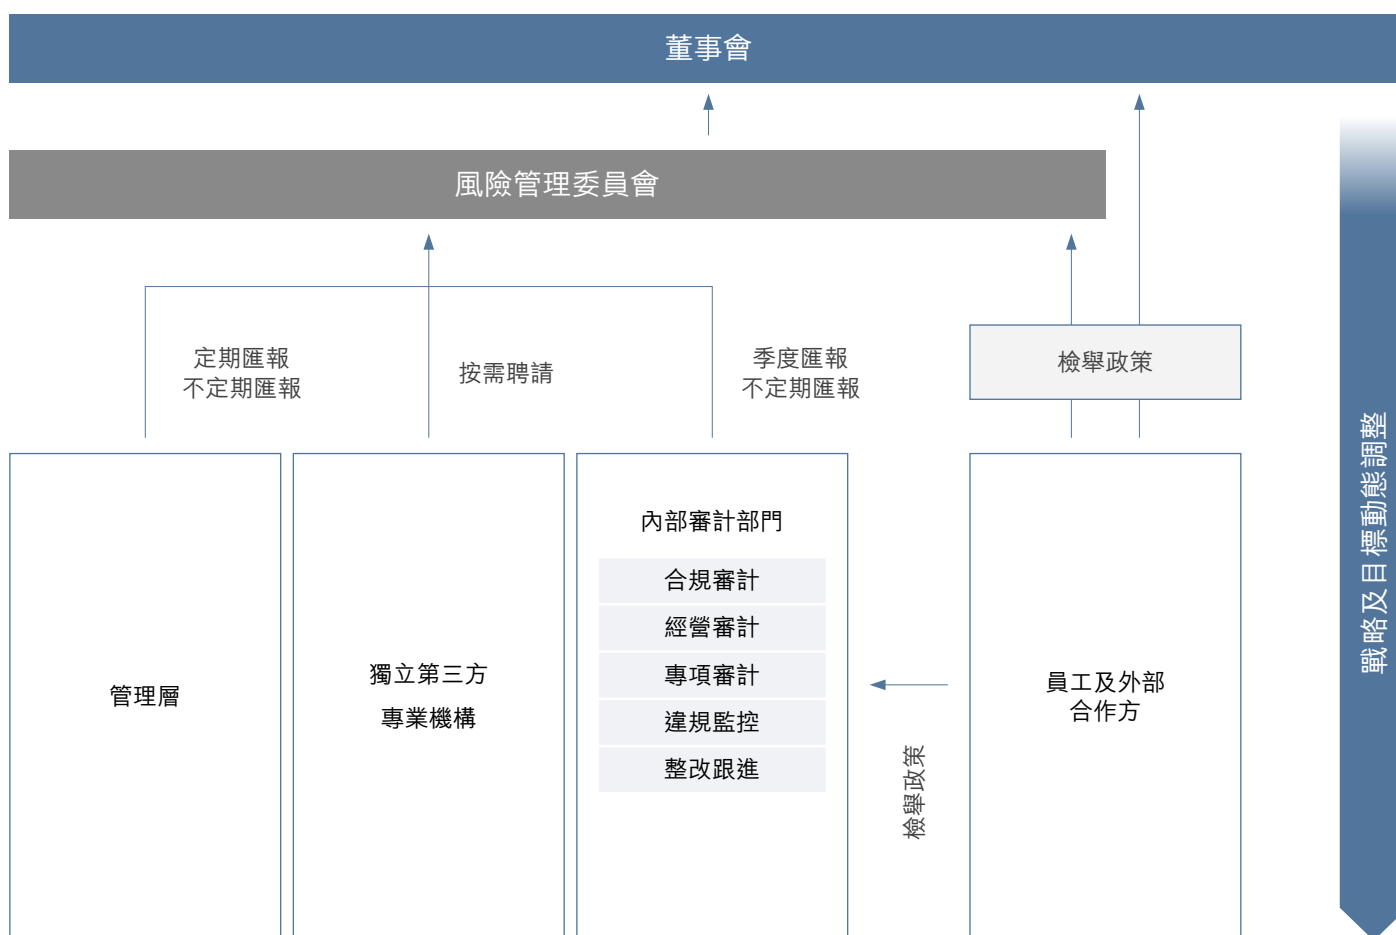 董事會
風險管理委員會
定期匯報
不定期匯報
按需聘請
季度匯報
不定期匯報
檢舉政策
管理層
獨立第三方
專業機構
內部審計部門
合規審計
經營審計
專項審計
違規監控
整改跟進
檢舉政策
員工及外部
合作方
戰略及目標動態調整